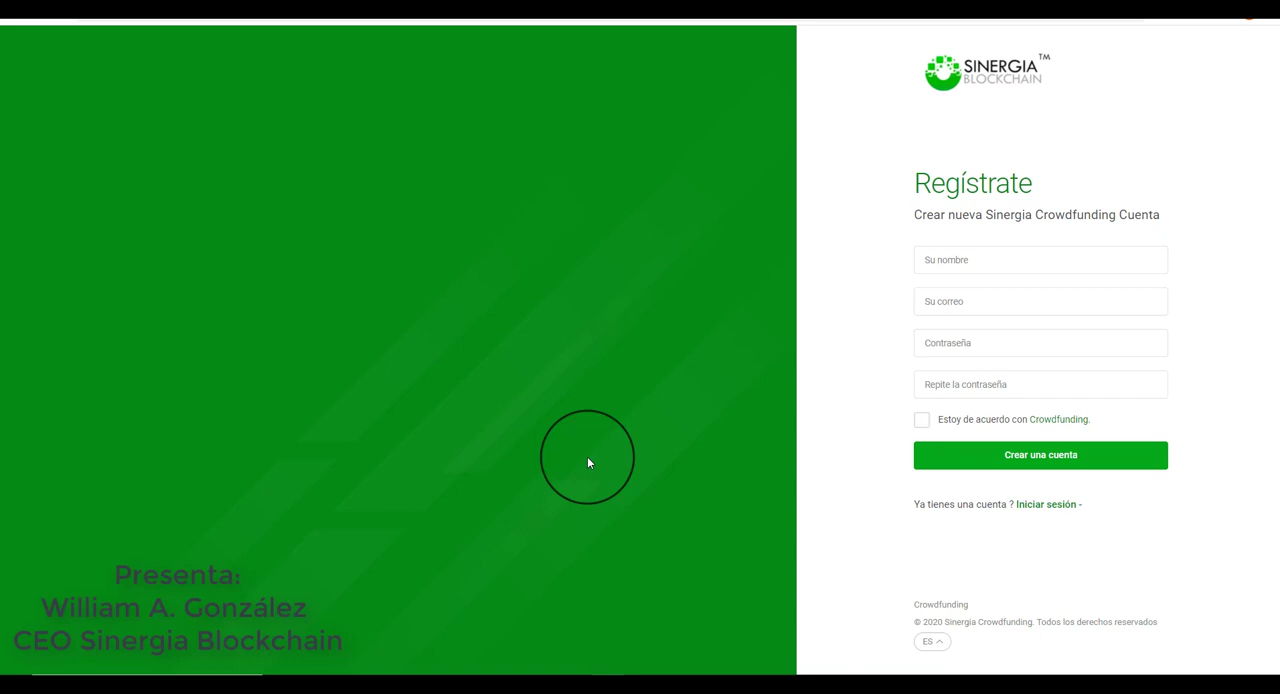 SINERGIA™
BLOCKCHAIN
Regístrate
Crear nueva Sinergia Crowdfunding Cuenta
Su nombre
Su correo
Contraseña
Repite la contraseña
Estoy de acuerdo con Crowdfunding.
Crear una cuenta
Ya tienes una cuenta ? Iniciar sesión -
Presenta:
William A. González
CEO Sinergia Blockchain
Crowdfunding
© 2020 Sinergia Crowdfunding. Todos los derechos reservados
ES